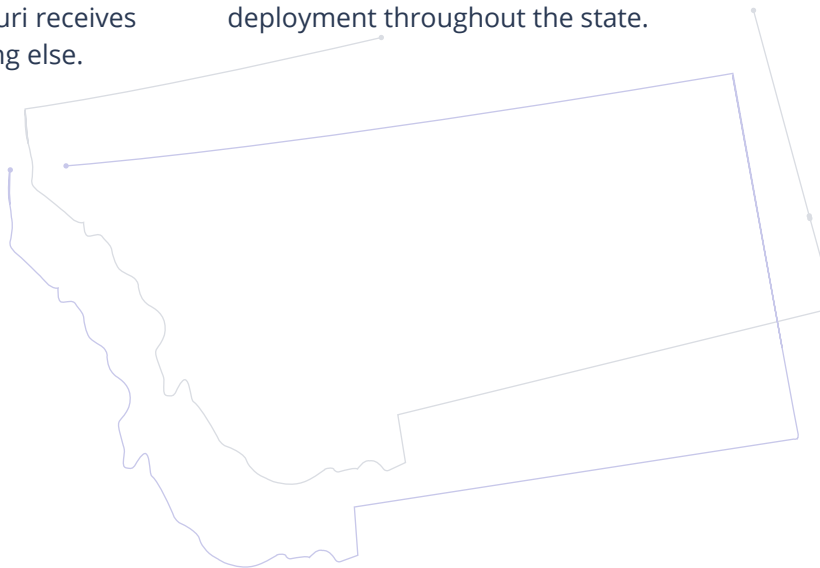 uri receives
ng else.
deployment throughout the state.